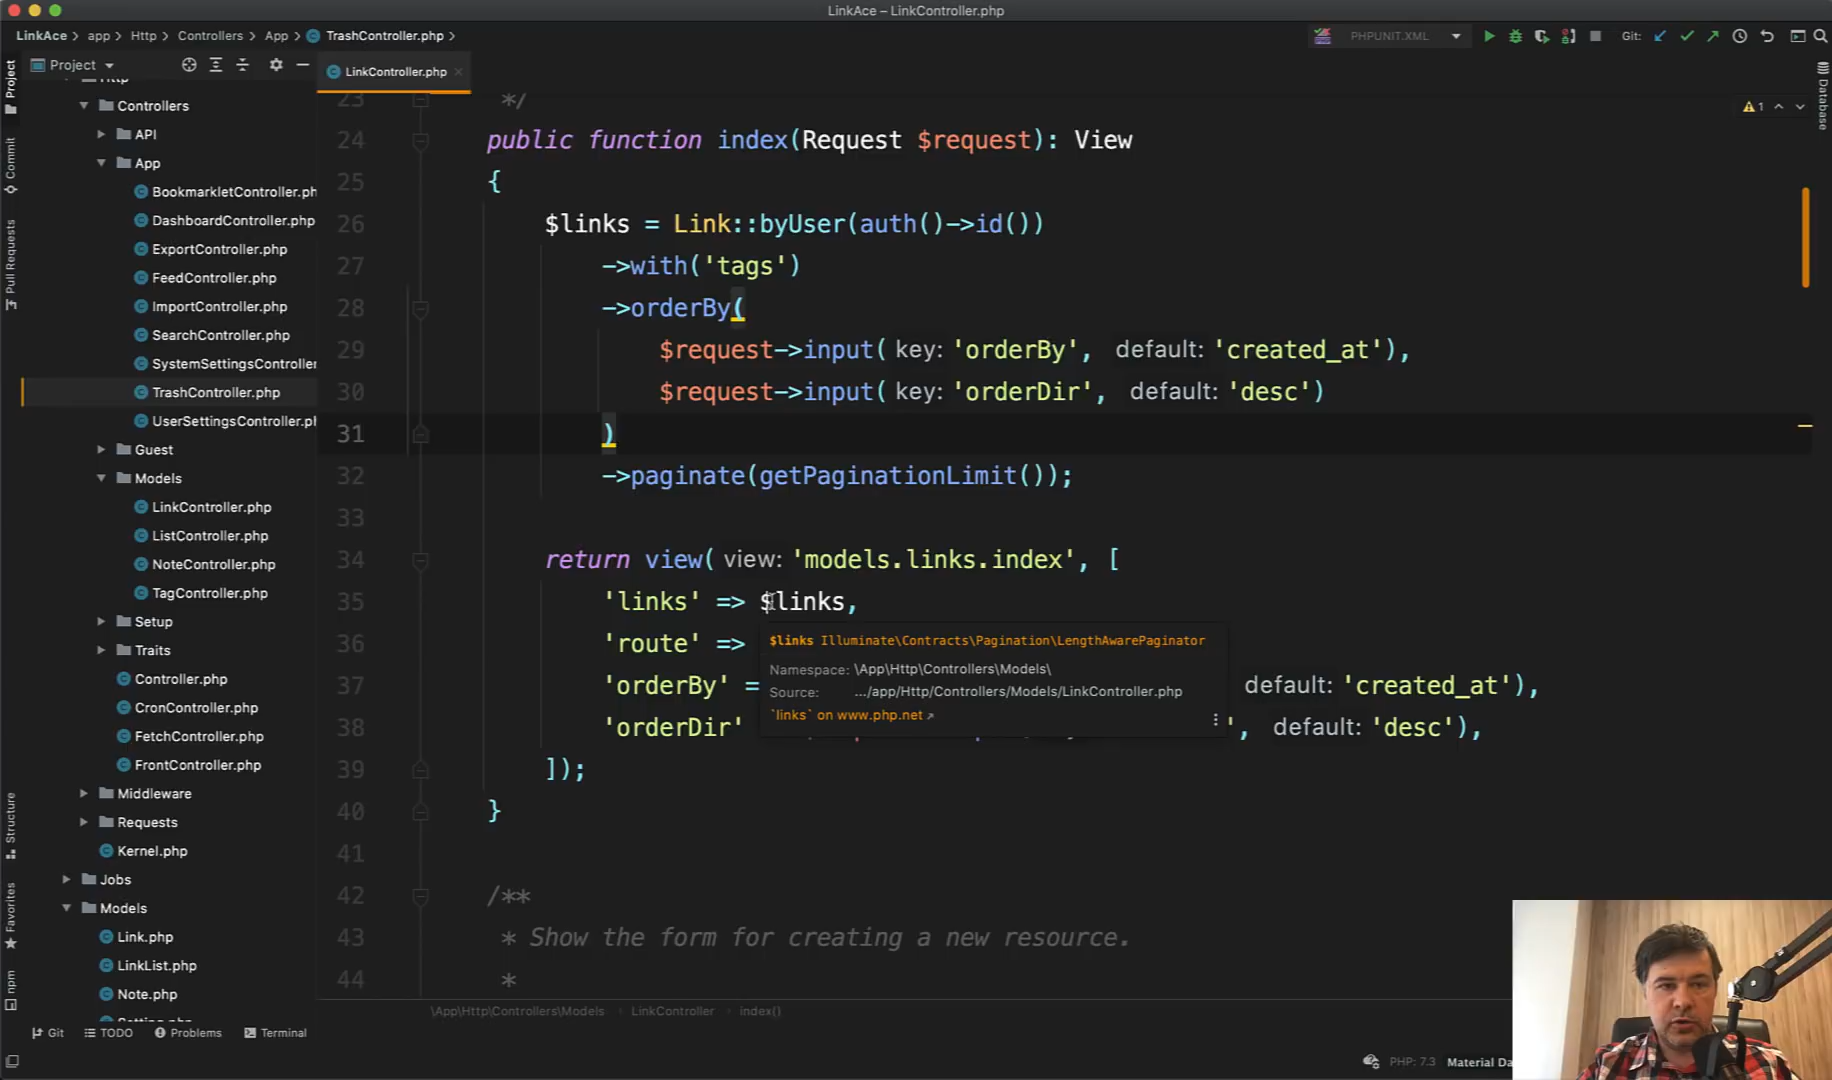 LinkAce – LinkController.php
LinkAce > app > Http > Controllers > App > TrashController.php >
PHPUNIT.XML
Git:
Project
LinkController.php
Project
Commit
Pull Requests
Structure
Favorites
npm
Database
Controllers
API
App
BookmarkletController.ph
DashboardController.php
ExportController.php
FeedController.php
ImportController.php
SearchController.php
SystemSettingsController
TrashController.php
UserSettingsController.ph
Guest
Models
LinkController.php
ListController.php
NoteController.php
TagController.php
Setup
Traits
Controller.php
CronController.php
FetchController.php
FrontController.php
Middleware
Requests
Kernel.php
Jobs
Models
Link.php
LinkList.php
Note.php
1
23 */
24 public function index(Request $request): View
25 {
26 $links = Link::byUser(auth()->id())
27 ->with('tags')
28 ->orderBy(
29 $request->input( key: 'orderBy', default: 'created_at'),
30 $request->input( key: 'orderDir', default: 'desc')
31 )
32 ->paginate(getPaginationLimit());
33
34 return view( view: 'models.links.index', [
35 'links' => $links,
36 'route' =>
37 'orderBy' = default: 'created_at'),
38 'orderDir' ', default: 'desc'),
39 ]);
40 }
41
42 /**
43 * Show the form for creating a new resource.
44 *
$links Illuminate\Contracts\Pagination\LengthAwarePaginator
Namespace: \App\Http\Controllers\Models\
Source: .../app/Http/Controllers/Models/LinkController.php
`links` on www.php.net
\App\Http\Controllers\Models LinkController index()
Git TODO Problems Terminal
PHP: 7.3 Material Da